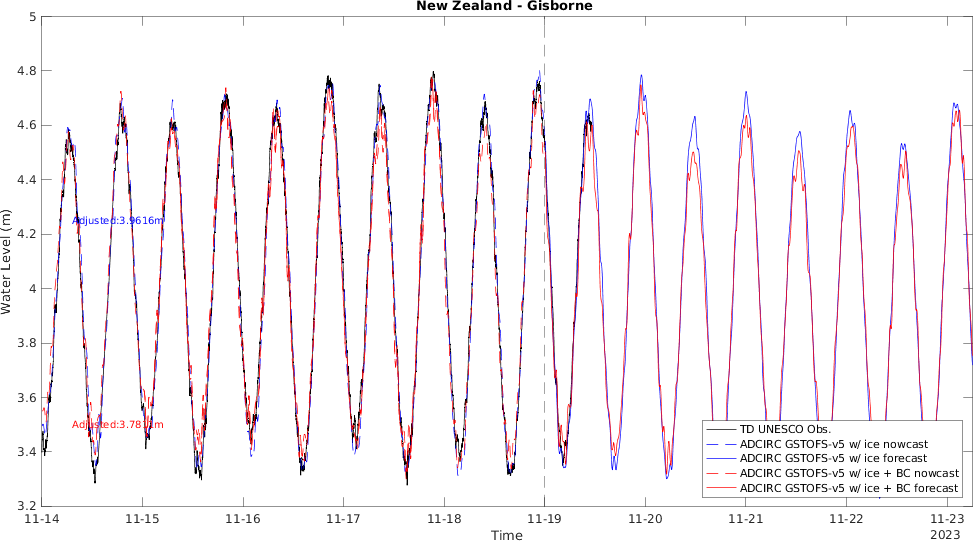 New Zealand - Gisborne
5
4.8
4.6
4.4
4.2
4
3.8
3.6
3.4
3.2
Water Level (m)
Adjusted:3.9616m
TD UNESCO Obs.
ADCIRC GSTOFS-v5 w/ ice nowcast
ADCIRC GSTOFS-v5 w/ ice forecast
ADCIRC GSTOFS-v5 w/ ice + BC nowcast
ADCIRC GSTOFS-v5 w/ ice + BC forecast
11-14 11-15 11-16 11-17 11-18 11-19 11-20 11-21 11-22 11-23
2023
Time